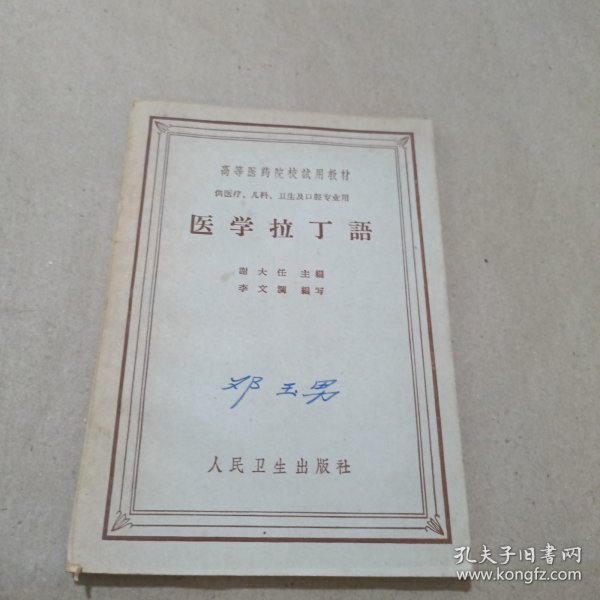 高等医药院校試用教材
供医疗、儿科、卫生及口腔专业用
医学拉丁語
謝大任 主編
李文澜 編写
邓玉男
人民卫生出版社
孔夫子旧书网
www.kongfz.com